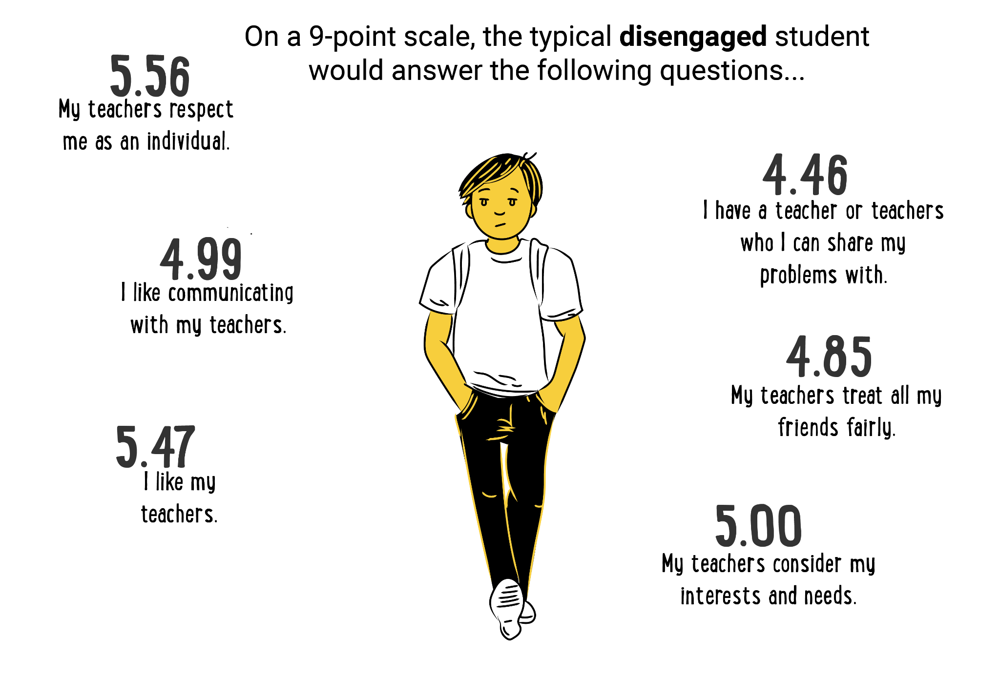 On a 9-point scale, the typical disengaged student
would answer the following questions...
5.56
My teachers respect
me as an individual.
4.99
I like communicating
with my teachers.
5.47
I like my
teachers.
4.46
I have a teacher or teachers
who I can share my
problems with.
4.85
My teachers treat all my
friends fairly.
5.00
My teachers consider my
interests and needs.